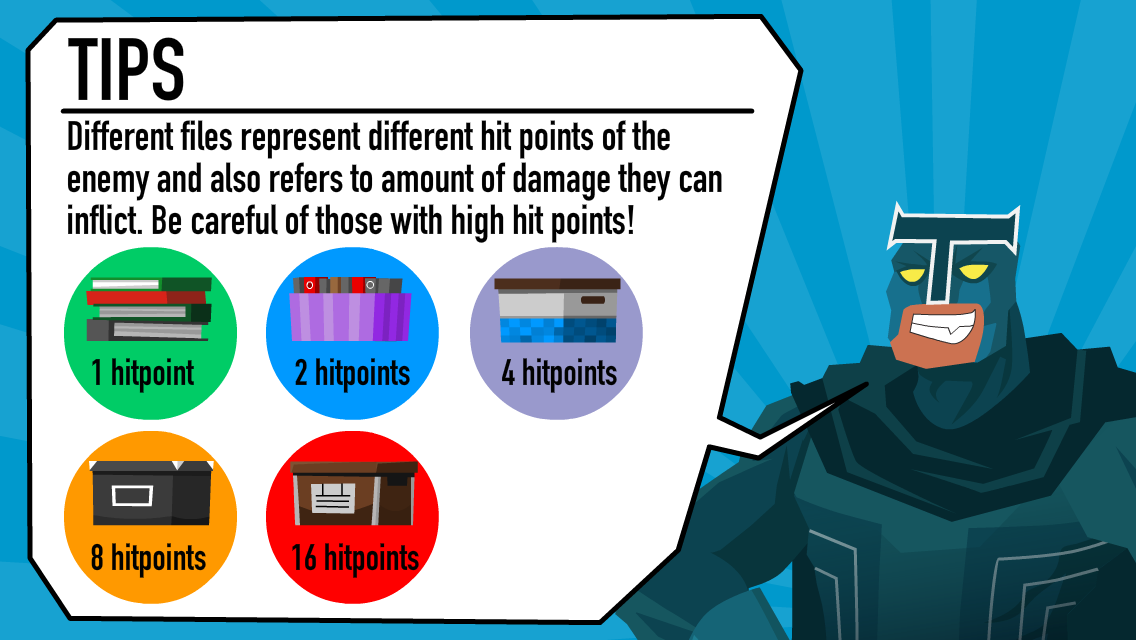 TIPS
Different files represent different hit points of the
enemy and also refers to amount of damage they can
inflict. Be careful of those with high hit points!
1 hitpoint
2 hitpoints
4 hitpoints
8 hitpoints
16 hitpoints